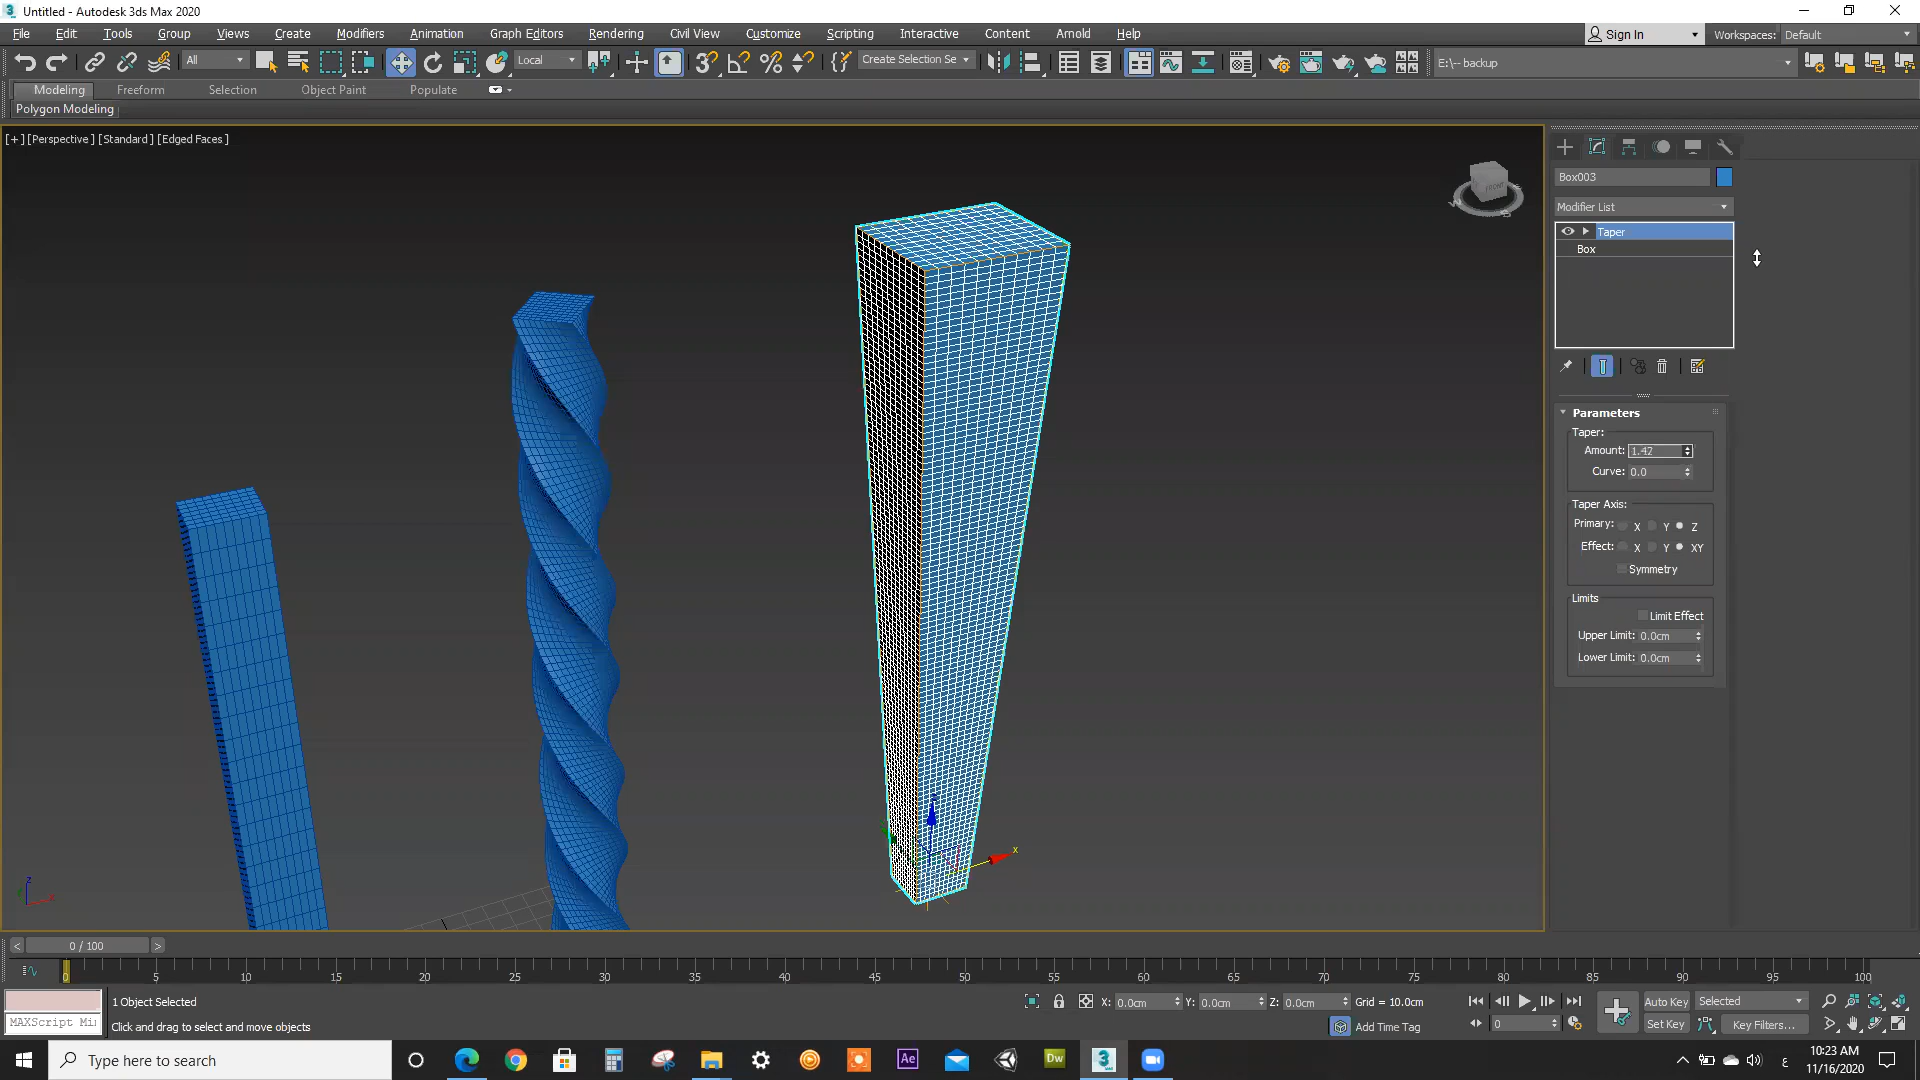 Untitled - Autodesk 3ds Max 2020
File Edit Tools Group Views Create Modifiers Animation Graph Editors Rendering Civil View Customize Scripting Interactive Content Arnold Help
Sign In
Workspaces: Default
All
Local
Create Selection Se
E:\-- backup
Modeling Freeform Selection Object Paint Populate
Polygon Modeling
[+] [Perspective] [Standard] [Edged Faces]
FRONT
Box003
Modifier List
Taper
Box
Parameters
Taper:
Amount: 1.42
Curve: 0.0
Taper Axis:
Primary: X Y Z
Effect: X Y XY
Symmetry
Limits
Limit Effect
Upper Limit: 0.0cm
Lower Limit: 0.0cm
x
z
< 0 / 100 >
0 5 10 15 20 25 30 35 40 45 50 55 60 65 70 75 80 85 90 95 100
1 Object Selected
X: 0.0cm Y: 0.0cm Z: 0.0cm Grid = 10.0cm
Auto Key Selected
MAXScript Mi
Click and drag to select and move objects
Add Time Tag
0
Set Key Key Filters...
Type here to search
Ae
Dw
3
ع
10:23 AM
11/16/2020